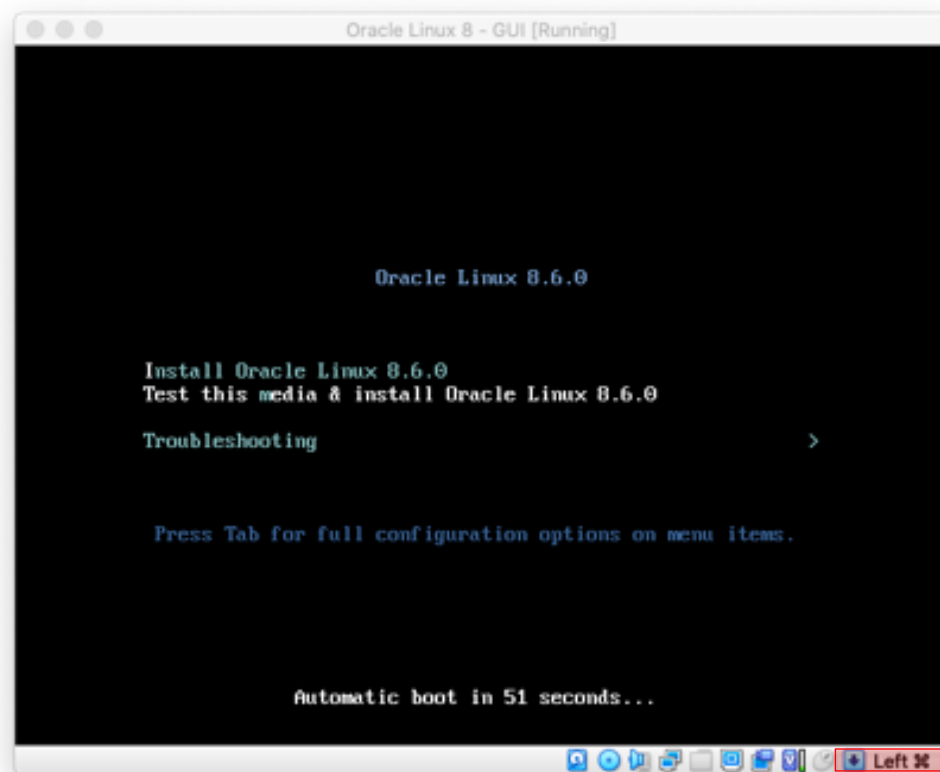 Oracle Linux 8 - GUI [Running]
Oracle Linux 8.6.0
Install Oracle Linux 8.6.0
Test this media & install Oracle Linux 8.6.0
Troubleshooting >
Press Tab for full configuration options on menu items.
Automatic boot in 51 seconds...
Left ⌘